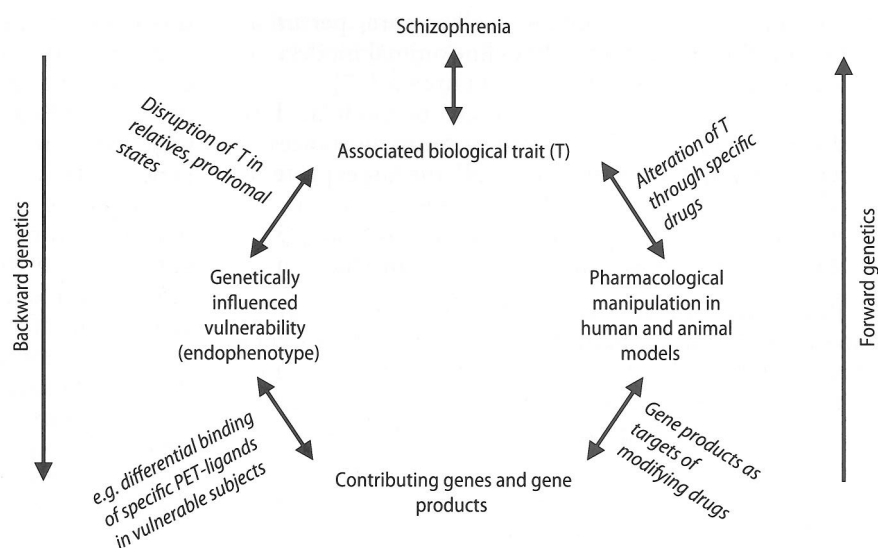 Schizophrenia
Associated biological trait (T)
Disruption of T in
relatives, prodromal
states
Alteration of T
through specific
drugs
Backward genetics
Forward genetics
Genetically
influenced
vulnerability
(endophenotype)
Pharmacological
manipulation in
human and animal
models
e.g. differential binding
of specific PET-ligands
in vulnerable subjects
Gene products as
targets of
modifying drugs
Contributing genes and gene
products